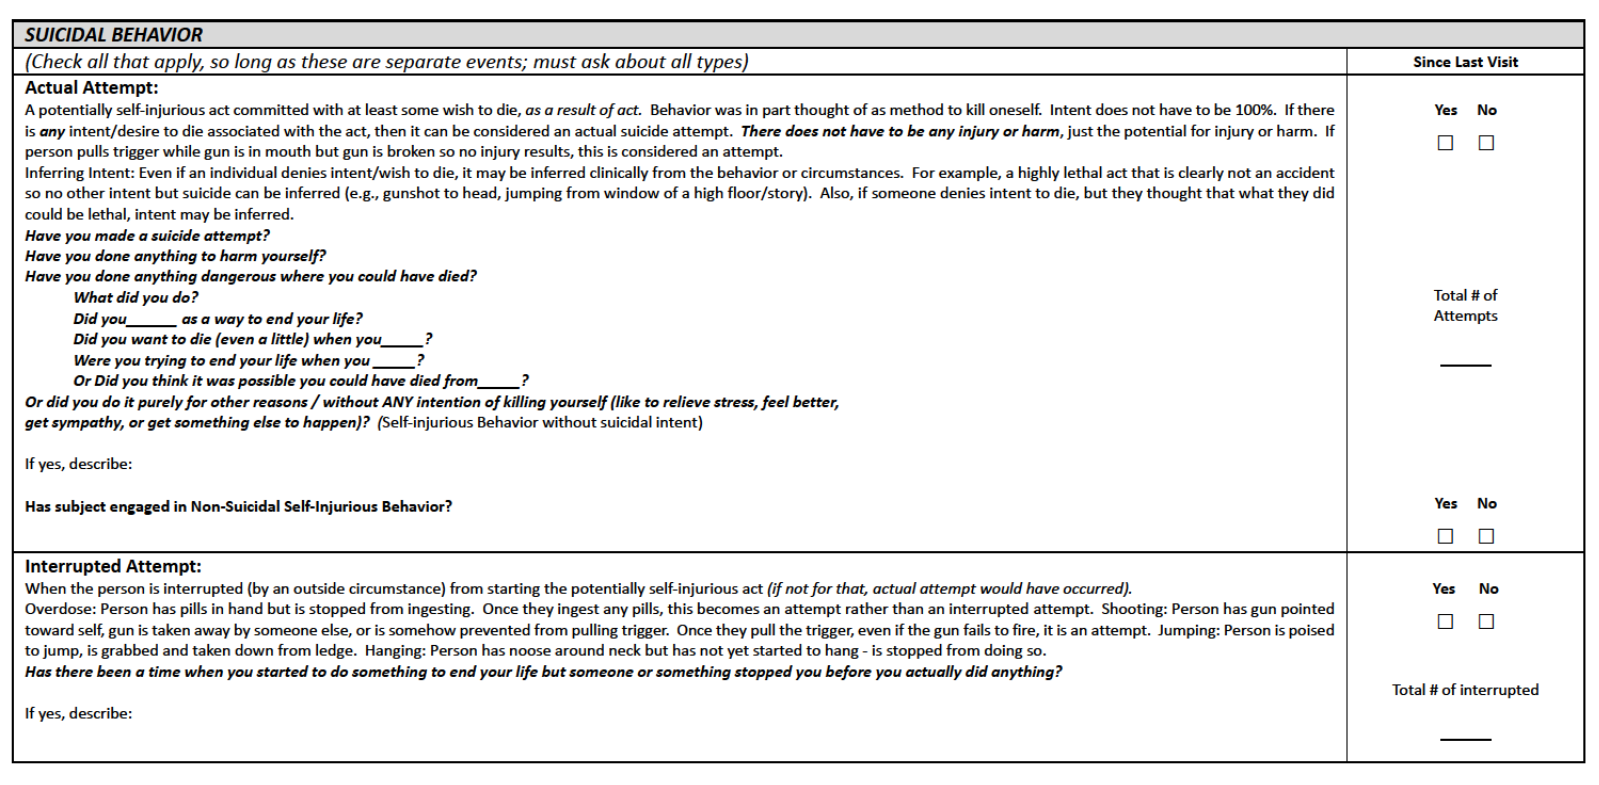 SUICIDAL BEHAVIOR
(Check all that apply, so long as these are separate events; must ask about all types)
Since Last Visit
Actual Attempt:
A potentially self-injurious act committed with at least some wish to die, as a result of act. Behavior was in part thought of as method to kill oneself. Intent does not have to be 100%. If there
is any intent/desire to die associated with the act, then it can be considered an actual suicide attempt. There does not have to be any injury or harm, just the potential for injury or harm. If
person pulls trigger while gun is in mouth but gun is broken so no injury results, this is considered an attempt.
Inferring Intent: Even if an individual denies intent/wish to die, it may be inferred clinically from the behavior or circumstances. For example, a highly lethal act that is clearly not an accident
so no other intent but suicide can be inferred (e.g., gunshot to head, jumping from window of a high floor/story). Also, if someone denies intent to die, but they thought that what they did
could be lethal, intent may be inferred.
Have you made a suicide attempt?
Have you done anything to harm yourself?
Have you done anything dangerous where you could have died?
What did you do?
Did you______ as a way to end your life?
Did you want to die (even a little) when you_____?
Were you trying to end your life when you _____?
Or Did you think it was possible you could have died from_____?
Or did you do it purely for other reasons / without ANY intention of killing yourself (like to relieve stress, feel better,
get sympathy, or get something else to happen)? (Self-injurious Behavior without suicidal intent)
If yes, describe:
Has subject engaged in Non-Suicidal Self-Injurious Behavior?
Yes No
☐ ☐
Total # of
Attempts
______
Yes No
☐ ☐
Interrupted Attempt:
When the person is interrupted (by an outside circumstance) from starting the potentially self-injurious act (if not for that, actual attempt would have occurred).
Overdose: Person has pills in hand but is stopped from ingesting. Once they ingest any pills, this becomes an attempt rather than an interrupted attempt. Shooting: Person has gun pointed
toward self, gun is taken away by someone else, or is somehow prevented from pulling trigger. Once they pull the trigger, even if the gun fails to fire, it is an attempt. Jumping: Person is poised
to jump, is grabbed and taken down from ledge. Hanging: Person has noose around neck but has not yet started to hang - is stopped from doing so.
Has there been a time when you started to do something to end your life but someone or something stopped you before you actually did anything?
If yes, describe:
Yes No
☐ ☐
Total # of interrupted
______